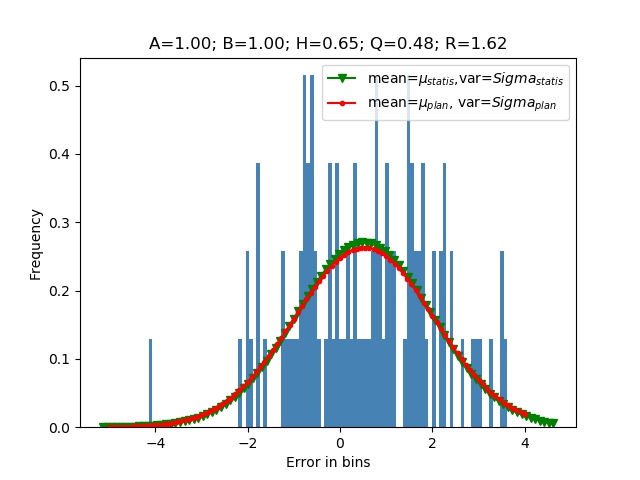 A=1.00; B=1.00; H=0.65; Q=0.48; R=1.62
mean=μstatis,var=Sigmastatis
mean=μplan, var=Sigmaplan
0.5
0.4
0.3
0.2
0.1
0.0
Frequency
−4 −2 0 2 4
Error in bins